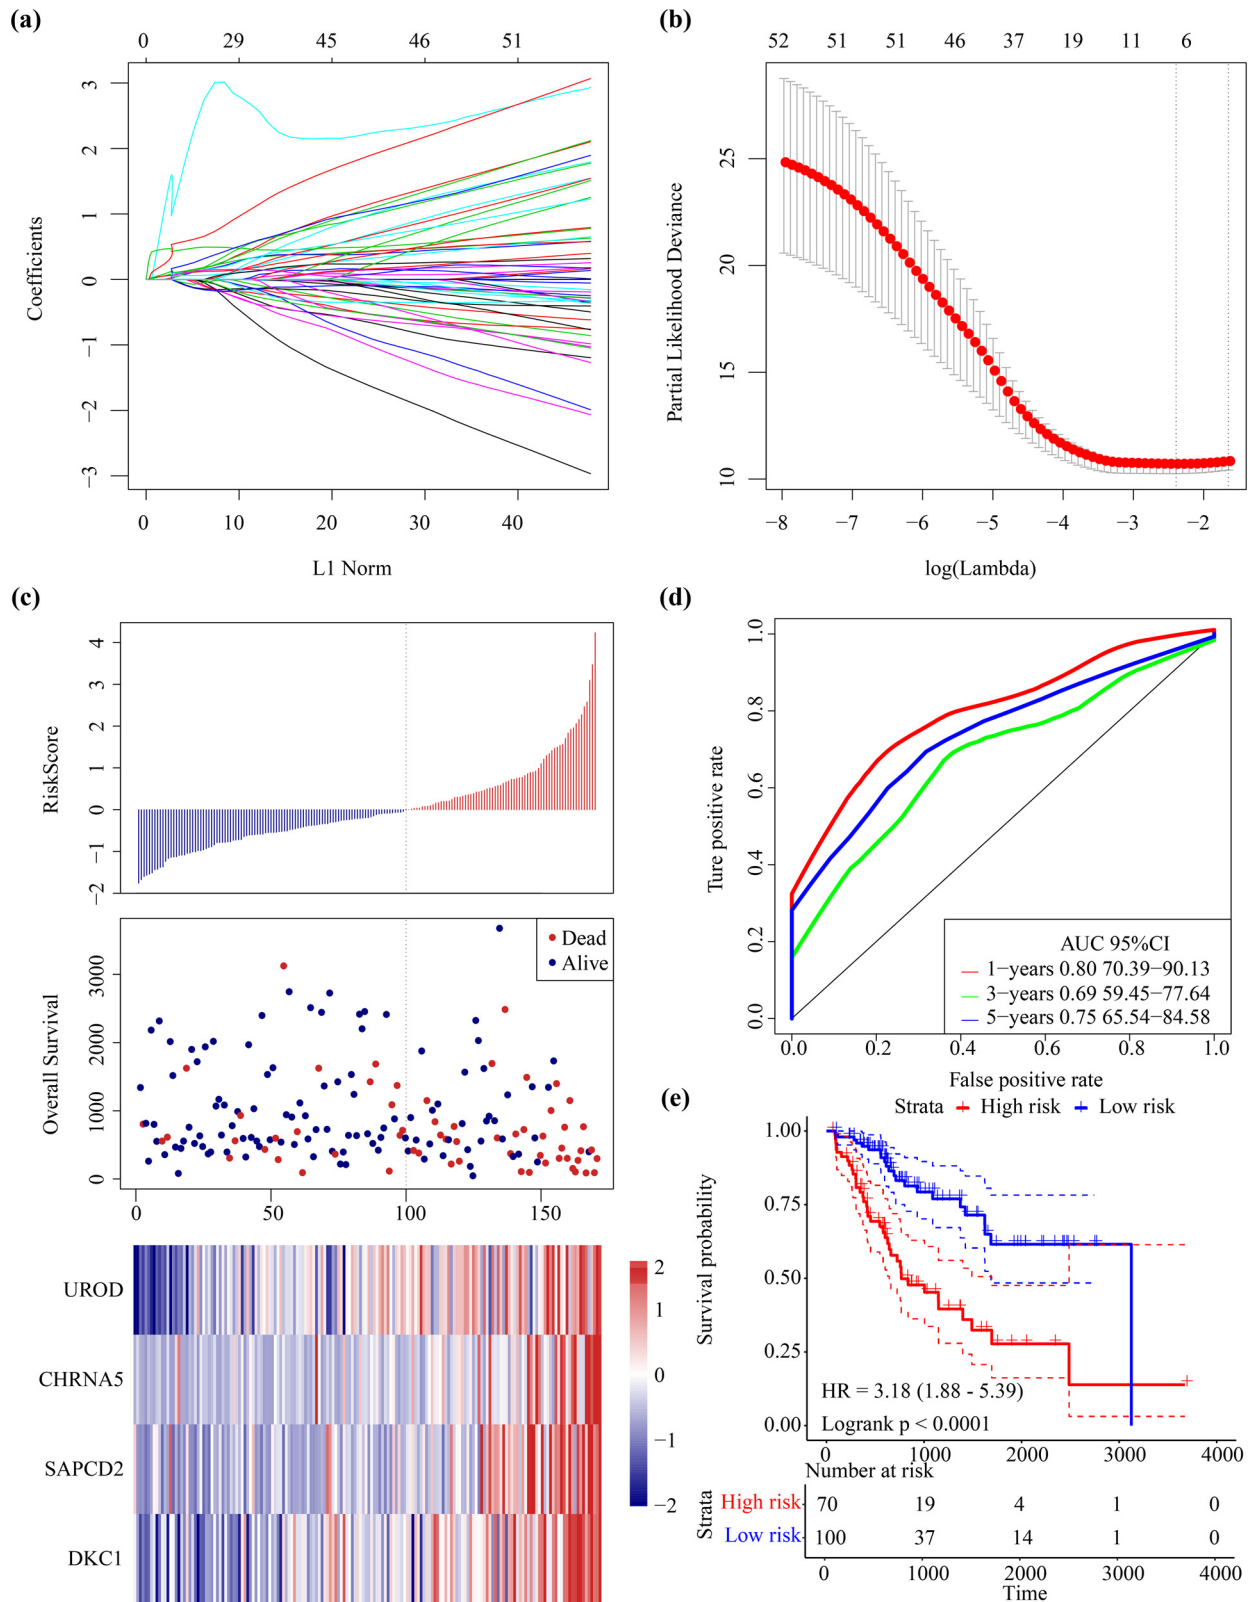 (a)
0 29 45 46 51
3
2
1
0
−1
−2
−3
Coefficients
0 10 20 30 40
L1 Norm
(b)
52 51 51 46 37 19 11 6
25
20
15
10
Partial Likelihood Deviance
−8 −7 −6 −5 −4 −3 −2
log(Lambda)
(c)
4
3
2
1
0
−1
−2
RiskScore
Dead
Alive
3000
2000
1000
0
Overall Survival
0 50 100 150
UROD
CHRNA5
SAPCD2
DKC1
2
1
0
−1
−2
(d)
1.0
0.8
0.6
0.4
0.2
0.0
Ture positive rate
AUC 95%CI
1−years 0.80 70.39−90.13
3−years 0.69 59.45−77.64
5−years 0.75 65.54−84.58
0.0 0.2 0.4 0.6 0.8 1.0
False positive rate
(e)
Strata High risk Low risk
1.00
0.75
0.50
0.25
0.00
Survival probability
HR = 3.18 (1.88 - 5.39)
Logrank p < 0.0001
0 1000 2000 3000 4000
Number at risk
Strata
High risk 70 19 4 1 0
Low risk 100 37 14 1 0
0 1000 2000 3000 4000
Time